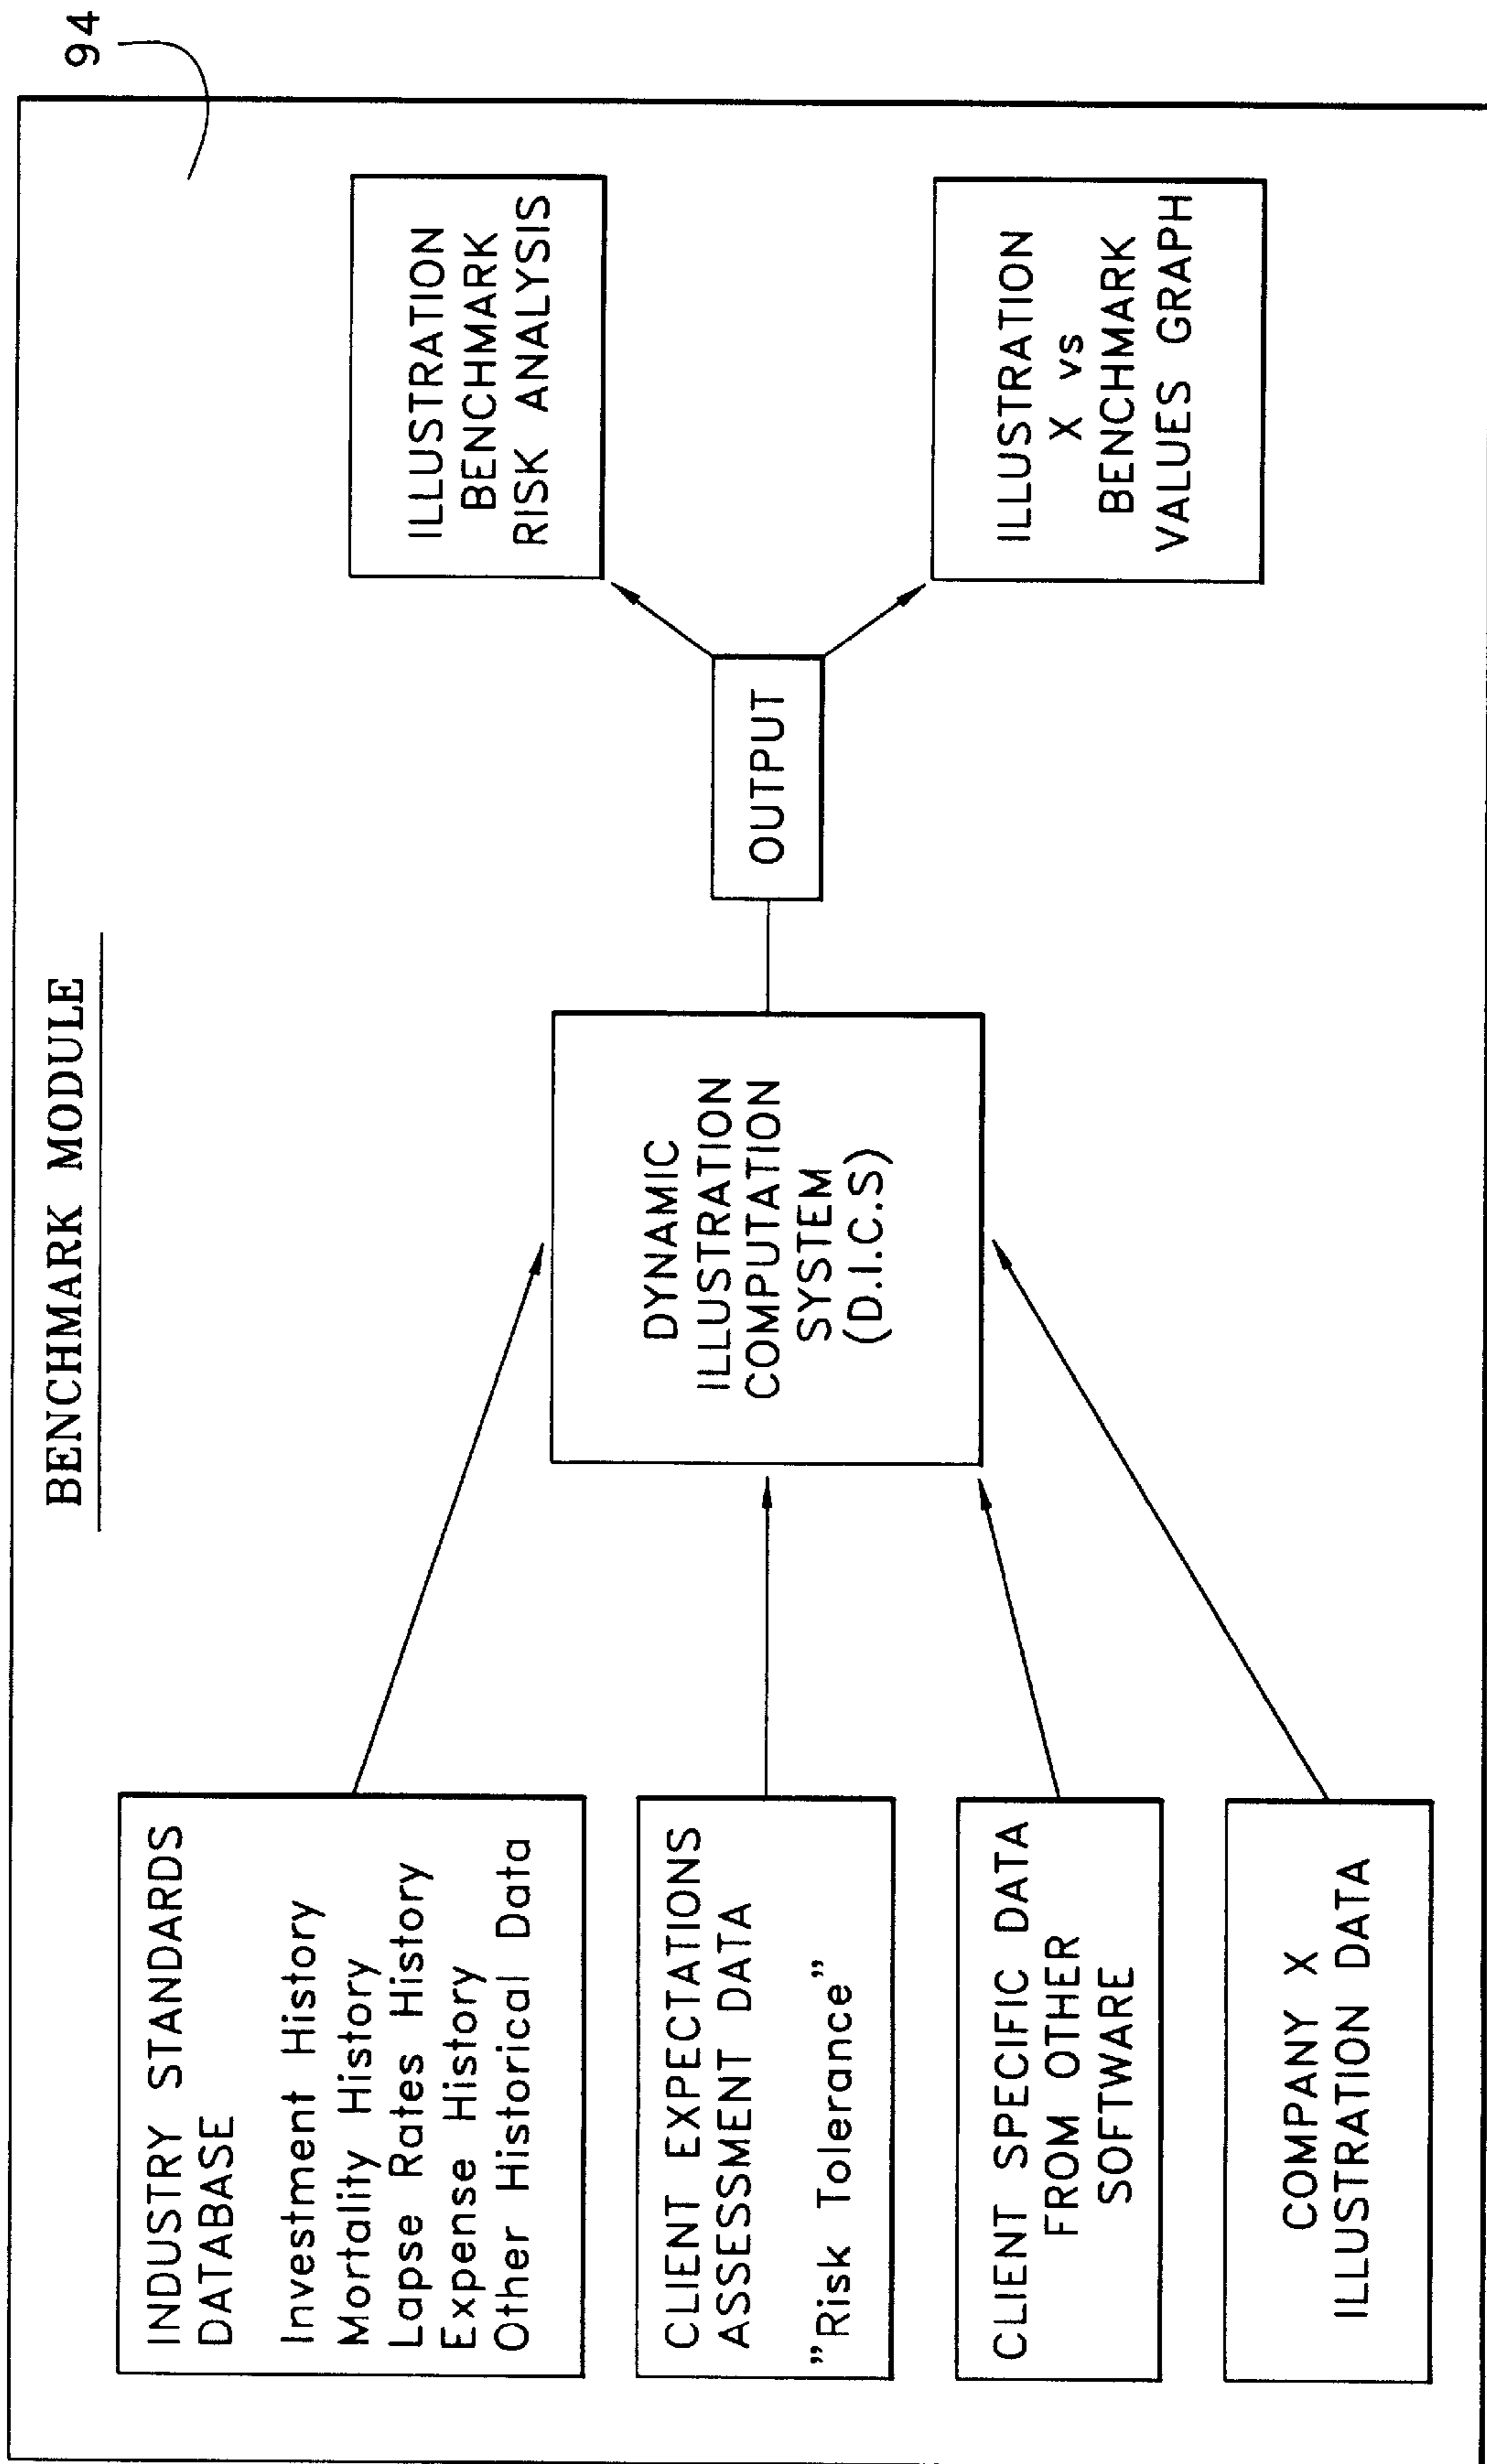 94
BENCHMARK MODULE
INDUSTRY STANDARDS
DATABASE
Investment History
Mortality History
Lapse Rates History
Expense History
Other Historical Data
CLIENT EXPECTATIONS
ASSESSMENT DATA
"Risk Tolerance"
CLIENT SPECIFIC DATA
FROM OTHER
SOFTWARE
COMPANY X
ILLUSTRATION DATA
DYNAMIC
ILLUSTRATION
COMPUTATION
SYSTEM
(D.I.C.S)
OUTPUT
ILLUSTRATION
BENCHMARK
RISK ANALYSIS
ILLUSTRATION
X vs
BENCHMARK
VALUES GRAPH